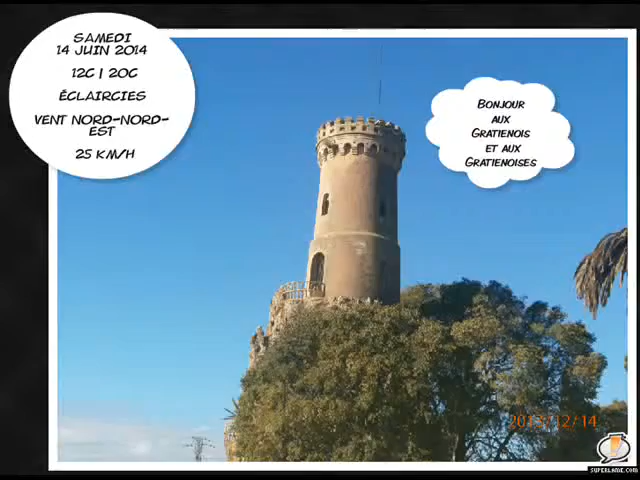 SAMEDI
14 JUIN 2014
12C | 20C
ÉCLAIRCIES
VENT NORD-NORD-
EST
25 KM/H
BONJOUR
AUX
GRATIENOIS
ET AUX
GRATIENOISES
2013/12/14
SUPERLAME.COM